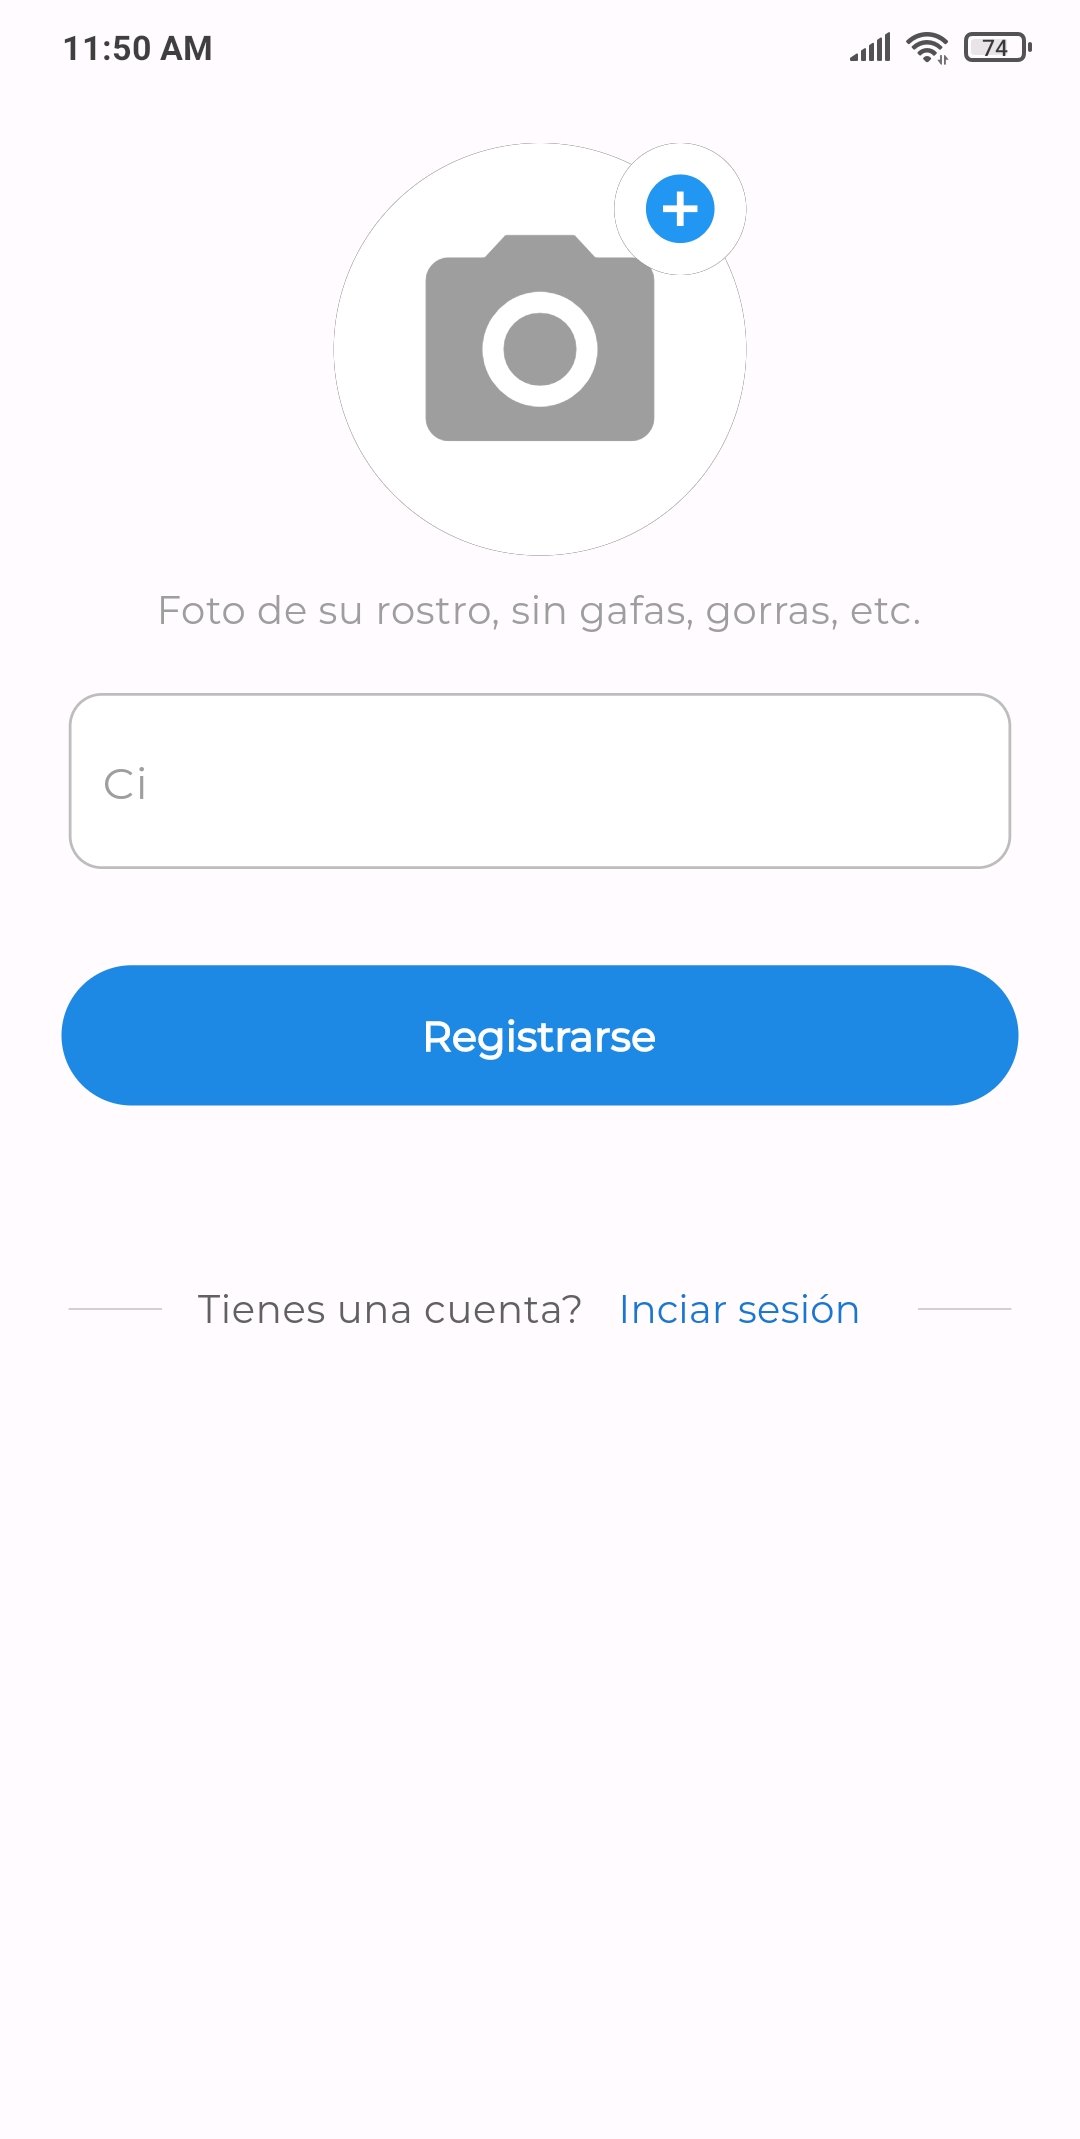 11:50 AM
74
Foto de su rostro, sin gafas, gorras, etc.
Ci
Registrarse
Tienes una cuenta? Inciar sesión